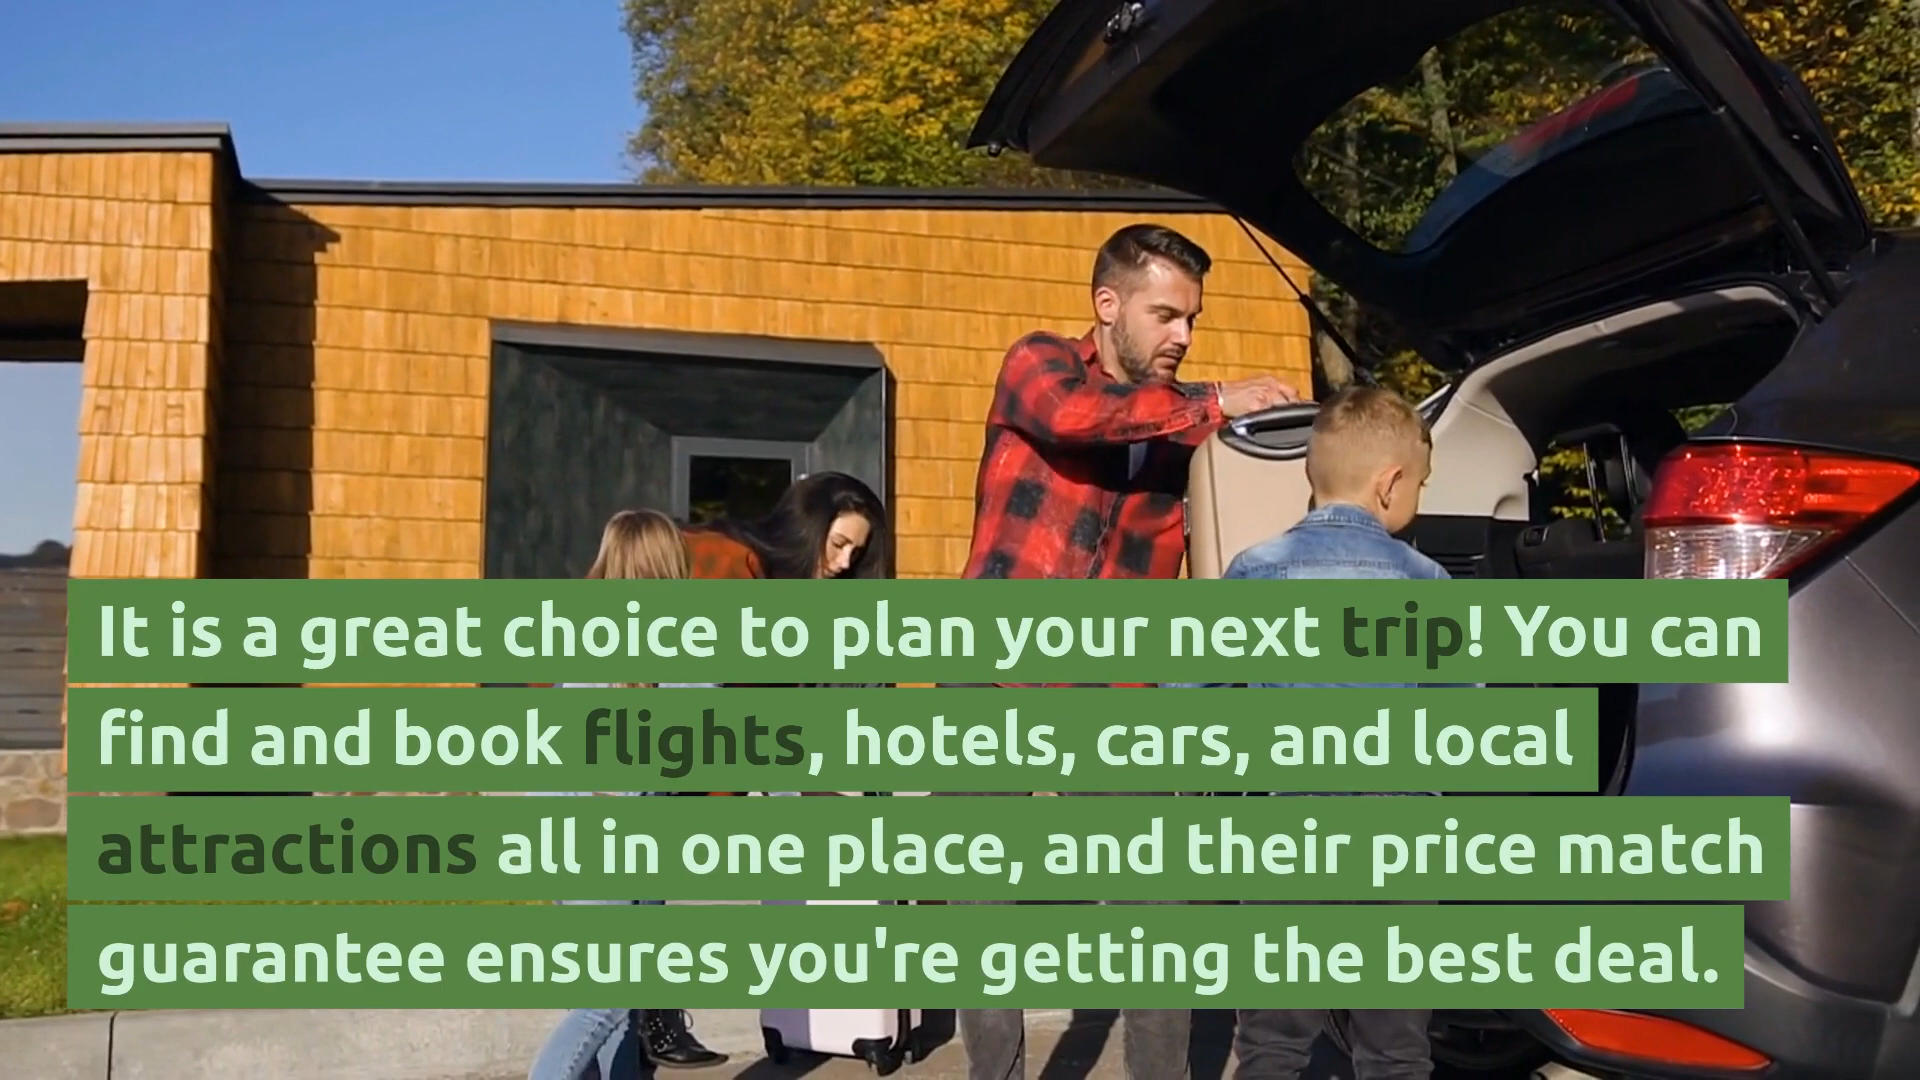 It is a great choice to plan your next trip! You can
find and book flights, hotels, cars, and local
attractions all in one place, and their price match
guarantee ensures you're getting the best deal.